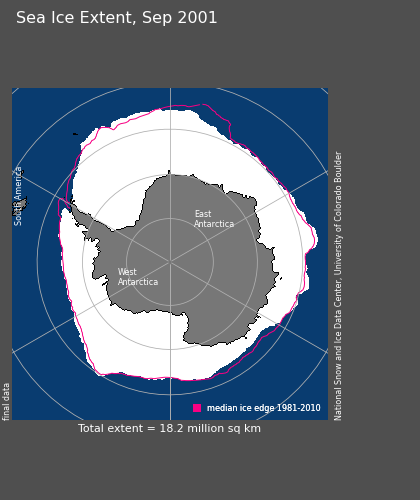 Sea Ice Extent, Sep 2001
South America
East
Antarctica
West
Antarctica
National Snow and Ice Data Center, University of Colorado Boulder
final data
median ice edge 1981-2010
Total extent = 18.2 million sq km